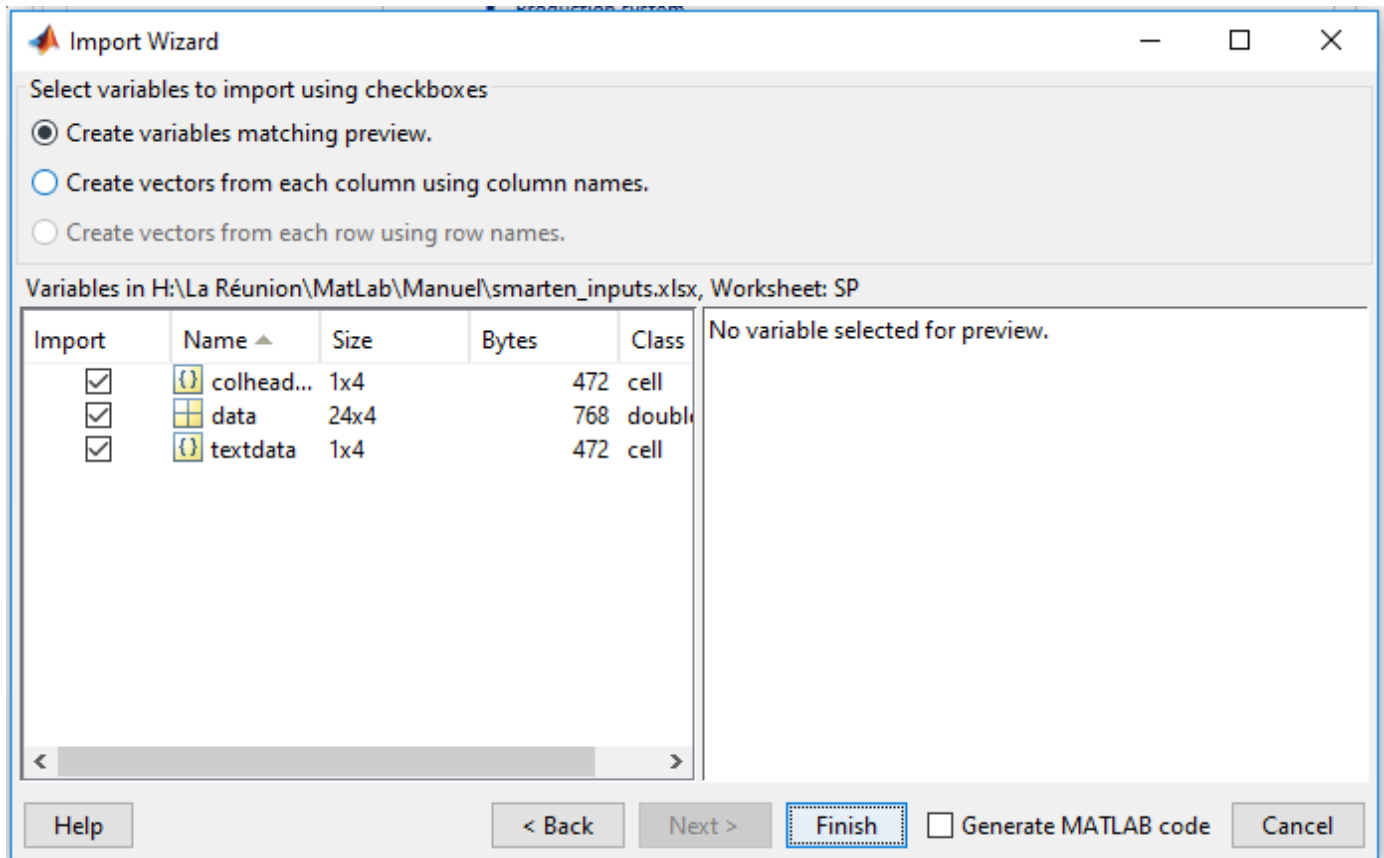 Production system
Import Wizard
Select variables to import using checkboxes
Create variables matching preview.
Create vectors from each column using column names.
Create vectors from each row using row names.
Variables in H:\La Réunion\MatLab\Manuel\smarten_inputs.xlsx, Worksheet: SP
Import Name Size Bytes Class
colhead... 1x4 472 cell
data 24x4 768 double
textdata 1x4 472 cell
No variable selected for preview.
Help < Back Next > Finish Generate MATLAB code Cancel